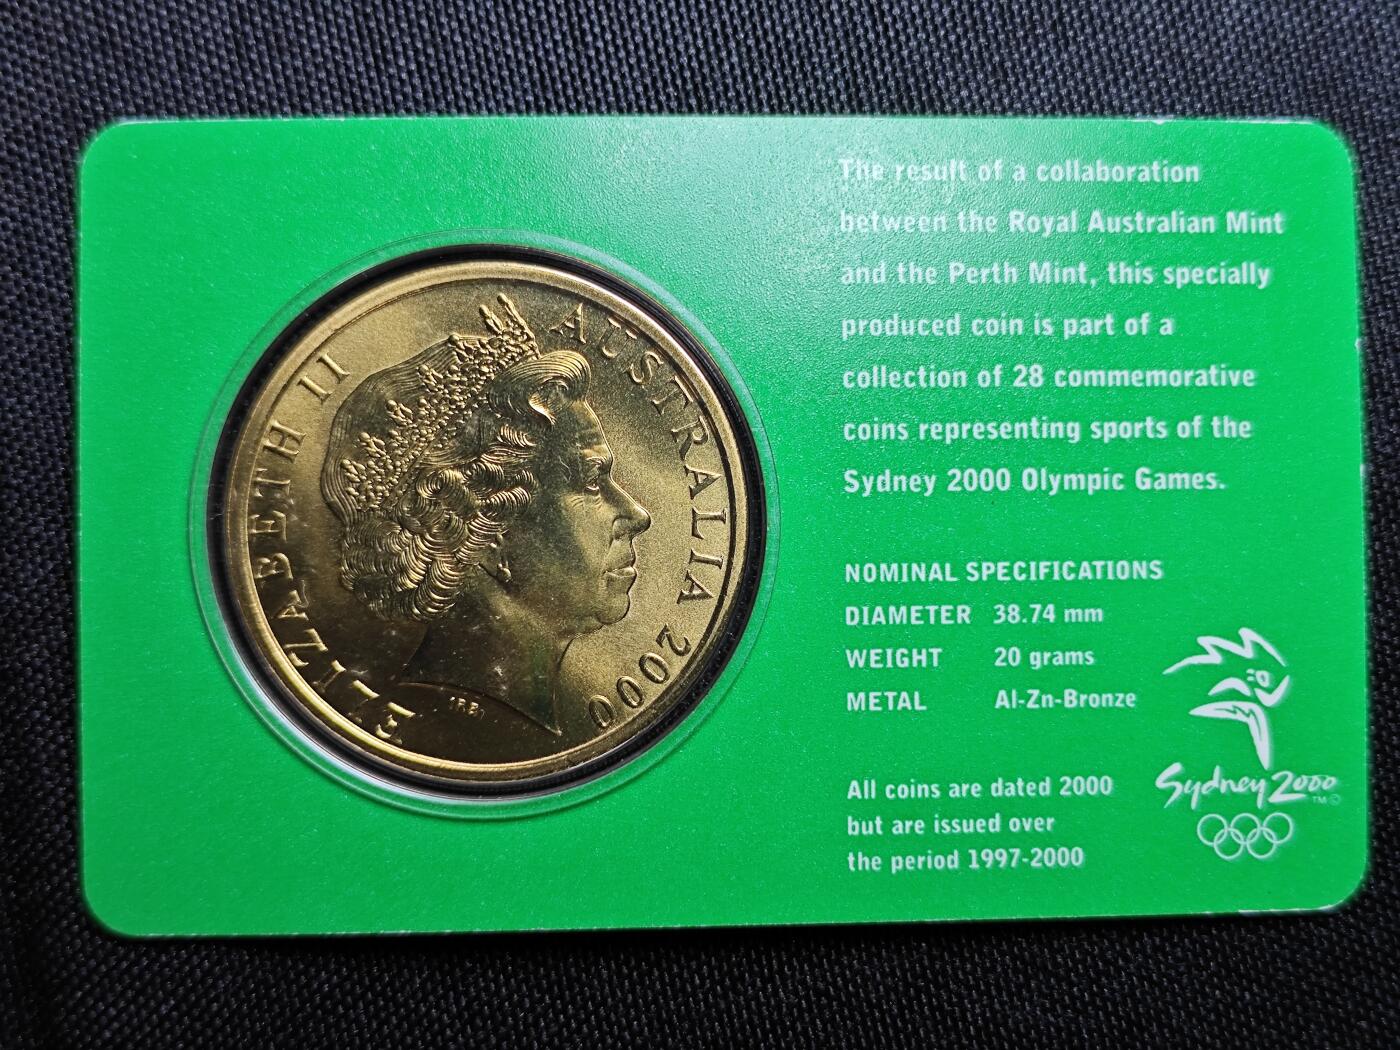 ELIZABETH II
AUSTRALIA 2000
IRB
The result of a collaboration
between the Royal Australian Mint
and the Perth Mint, this specially
produced coin is part of a
collection of 28 commemorative
coins representing sports of the
Sydney 2000 Olympic Games.
NOMINAL SPECIFICATIONS
DIAMETER 38.74 mm
WEIGHT 20 grams
METAL Al-Zn-Bronze
All coins are dated 2000
but are issued over
the period 1997-2000
Sydney 2000
TM ©